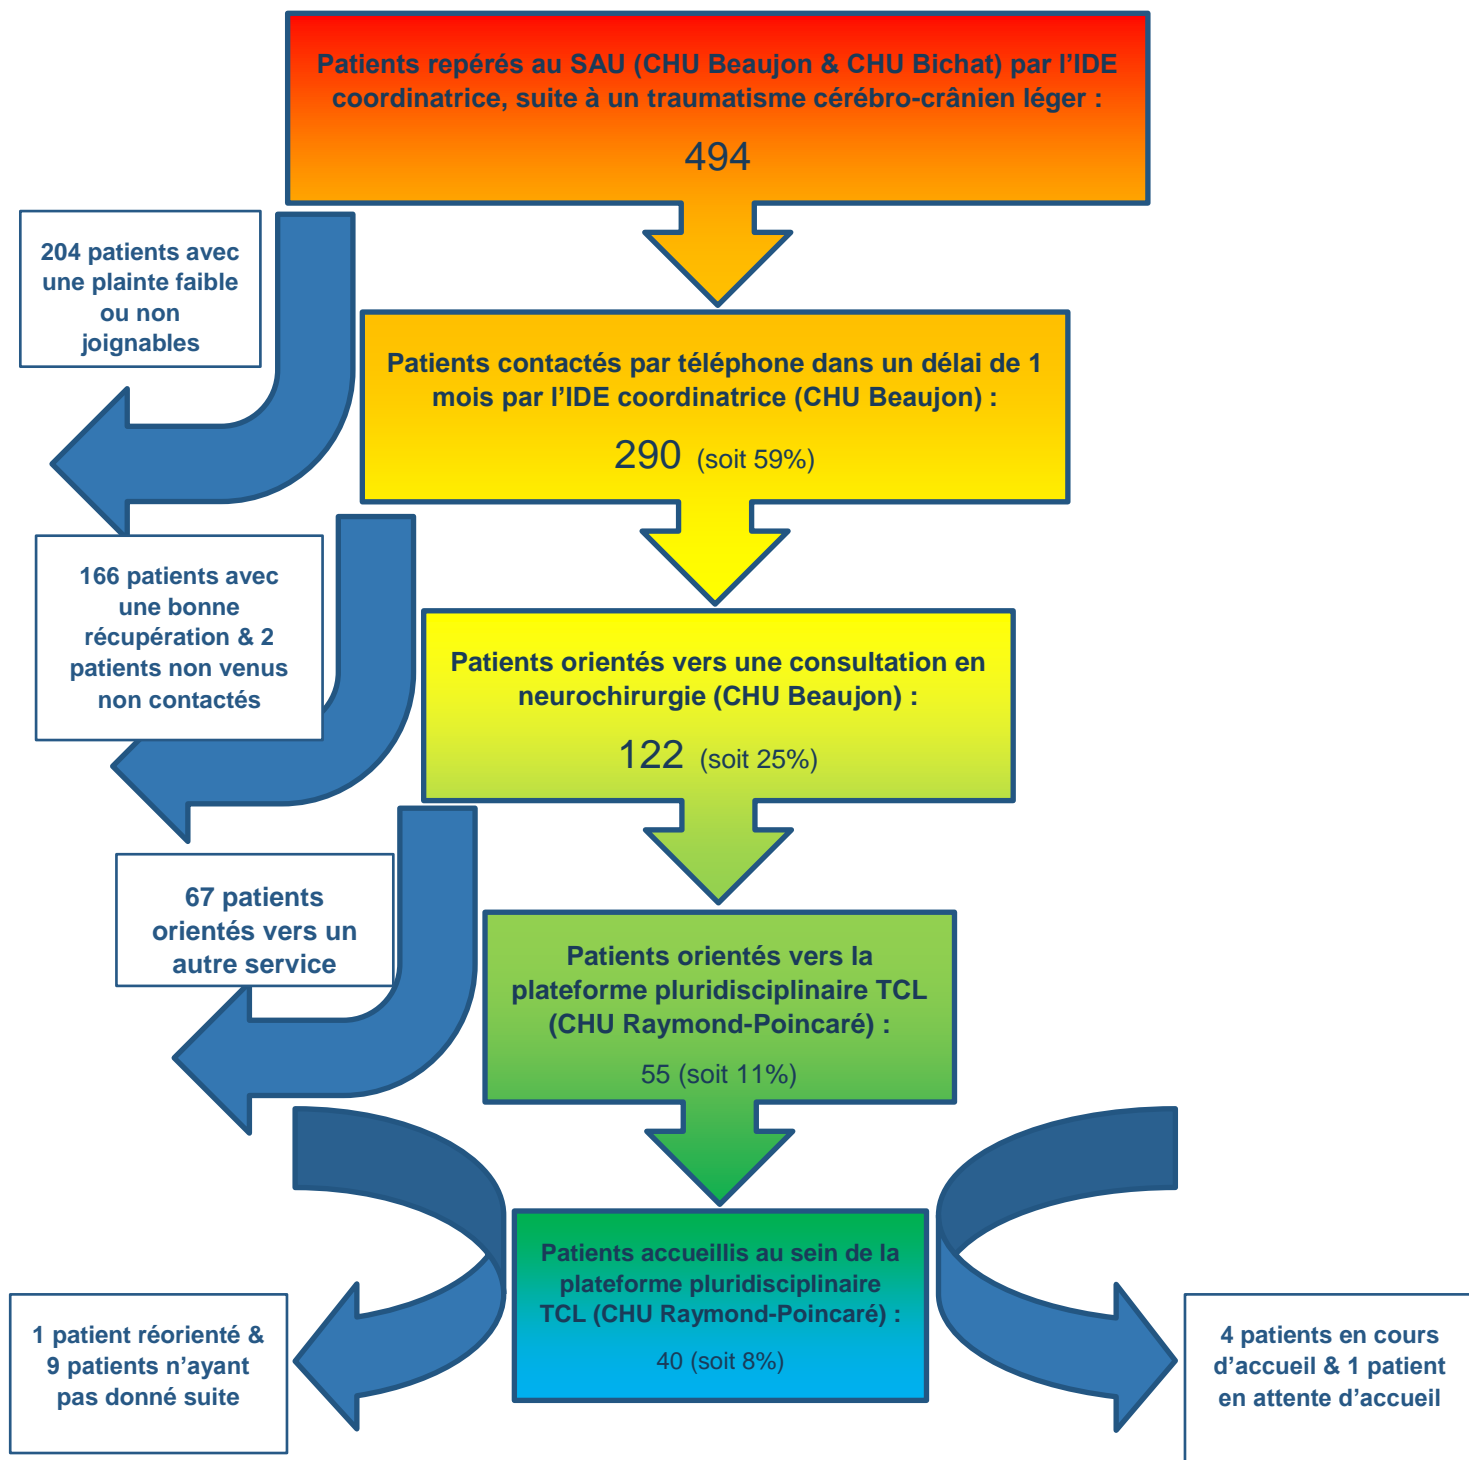 Patients repérés au SAU (CHU Beaujon & CHU Bichat) par l'IDE
coordinatrice, suite à un traumatisme cérébro-crânien léger :
494
204 patients avec
une plainte faible
ou non
joignables
Patients contactés par téléphone dans un délai de 1
mois par l'IDE coordinatrice (CHU Beaujon) :
290 (soit 59%)
166 patients avec
une bonne
récupération & 2
patients non venus
non contactés
Patients orientés vers une consultation en
neurochirurgie (CHU Beaujon) :
122 (soit 25%)
67 patients
orientés vers un
autre service
Patients orientés vers la
plateforme pluridisciplinaire TCL
(CHU Raymond-Poincaré) :
55 (soit 11%)
Patients accueillis au sein de la
plateforme pluridisciplinaire
TCL (CHU Raymond-Poincaré) :
40 (soit 8%)
1 patient réorienté &
9 patients n'ayant
pas donné suite
4 patients en cours
d'accueil & 1 patient
en attente d'accueil